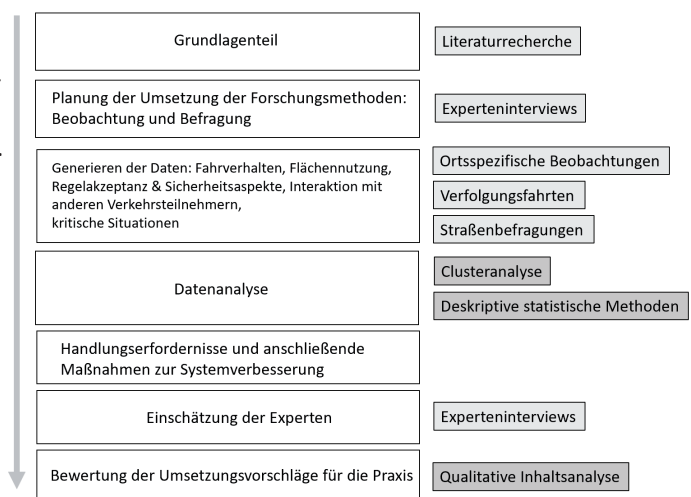 Grundlagenteil
Literaturrecherche
Planung der Umsetzung der Forschungsmethoden:
Beobachtung und Befragung
Experteninterviews
Generieren der Daten: Fahrverhalten, Flächennutzung,
Regelakzeptanz & Sicherheitsaspekte, Interaktion mit
anderen Verkehrsteilnehmern,
kritische Situationen
Ortsspezifische Beobachtungen
Verfolgungsfahrten
Straßenbefragungen
Datenanalyse
Clusteranalyse
Deskriptive statistische Methoden
Handlungserfordernisse und anschließende
Maßnahmen zur Systemverbesserung
Einschätzung der Experten
Experteninterviews
Bewertung der Umsetzungsvorschläge für die Praxis
Qualitative Inhaltsanalyse